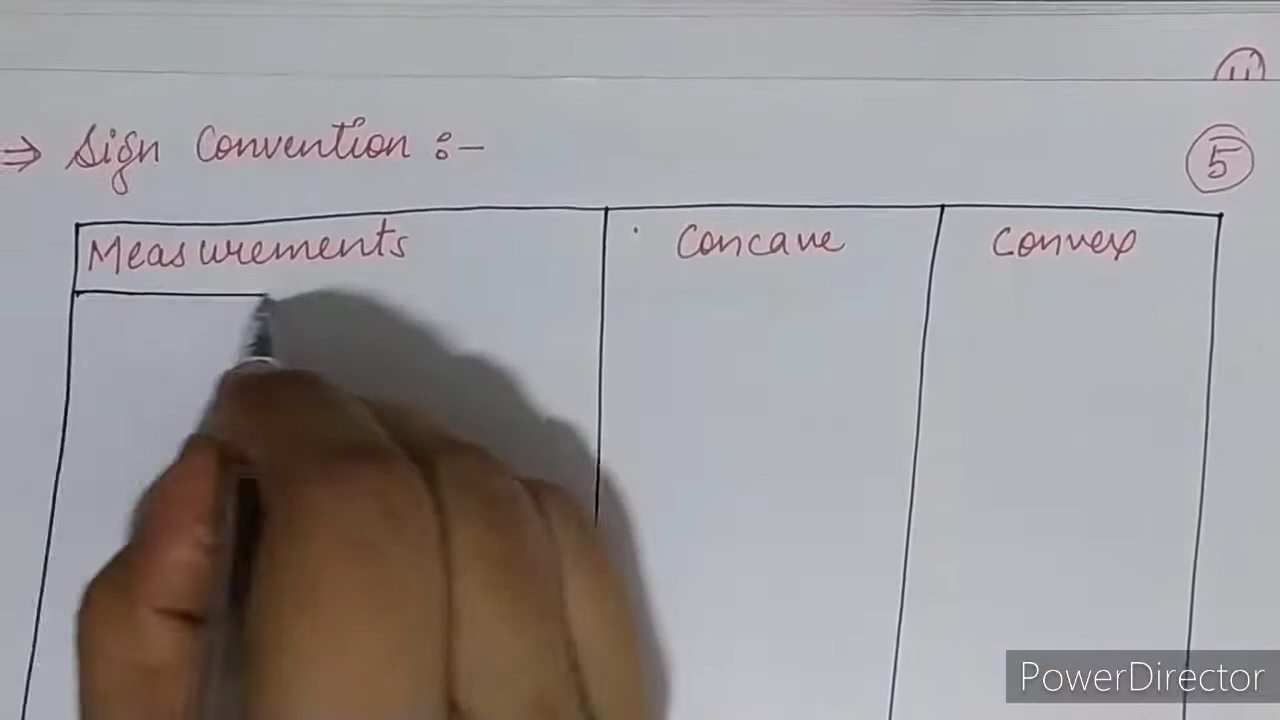 ⇒ Sign Convention :-
5
Measurements Concave Convex
PowerDirector